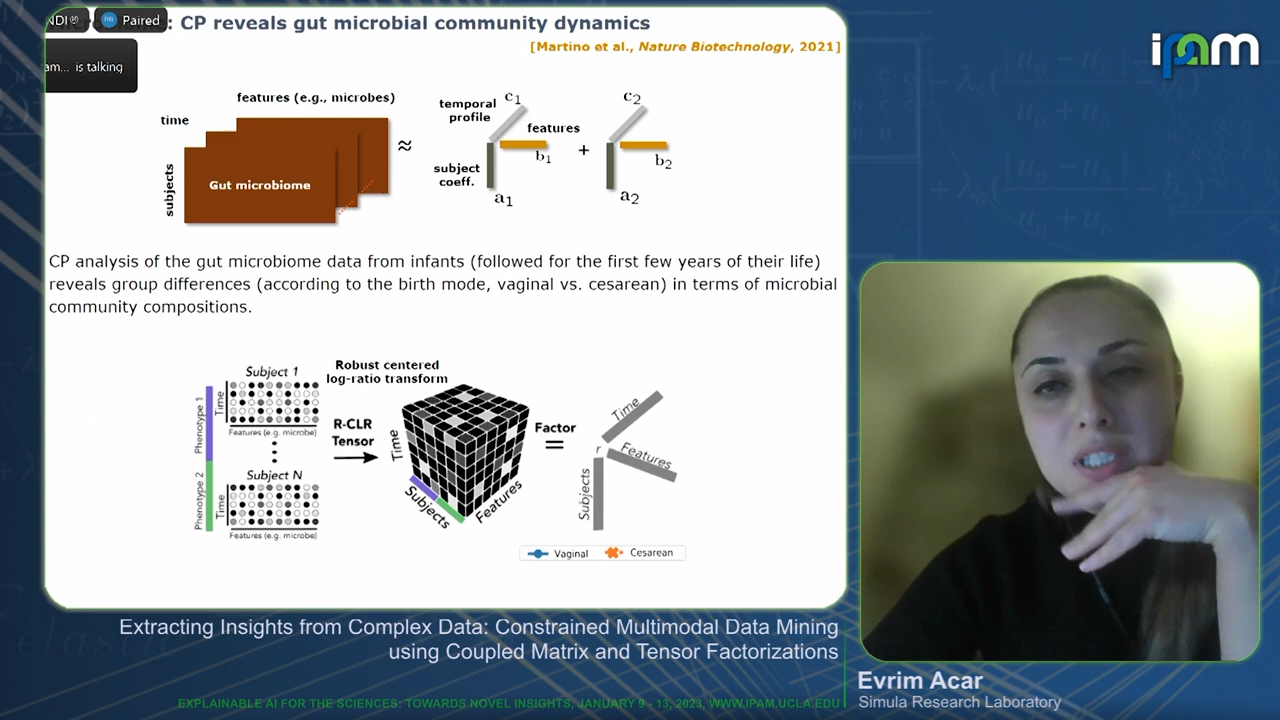 NDI
RB Paired
: CP reveals gut microbial community dynamics
am... is talking
[Martino et al., Nature Biotechnology, 2021]
ipam
features (e.g., microbes)
time
subjects
Gut microbiome
≈
temporal
profile
c1
features
b1
subject
coeff.
a1
+
c2
b2
a2
CP analysis of the gut microbiome data from infants (followed for the first few years of their life)
reveals group differences (according to the birth mode, vaginal vs. cesarean) in terms of microbial
community compositions.
Subject 1
Phenotype 1
Time
Features (e.g. microbe)
Subject N
Phenotype 2
Time
Features (e.g. microbe)
Robust centered
log-ratio transform
R-CLR
Tensor
Time
Subjects
Features
Factor
=
Time
r
Features
Subjects
Vaginal
Cesarean
Extracting Insights from Complex Data: Constrained Multimodal Data Mining
using Coupled Matrix and Tensor Factorizations
Evrim Acar
Simula Research Laboratory
EXPLAINABLE AI FOR THE SCIENCES: TOWARDS NOVEL INSIGHTS, JANUARY 9 - 13, 2023, WWW.IPAM.UCLA.EDU